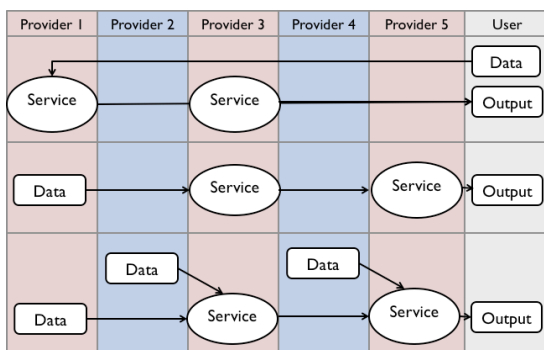 Provider 1 Provider 2 Provider 3 Provider 4 Provider 5 User
Data
Service Service Output
Data Service Service Output
Data Data
Data Service Service Output